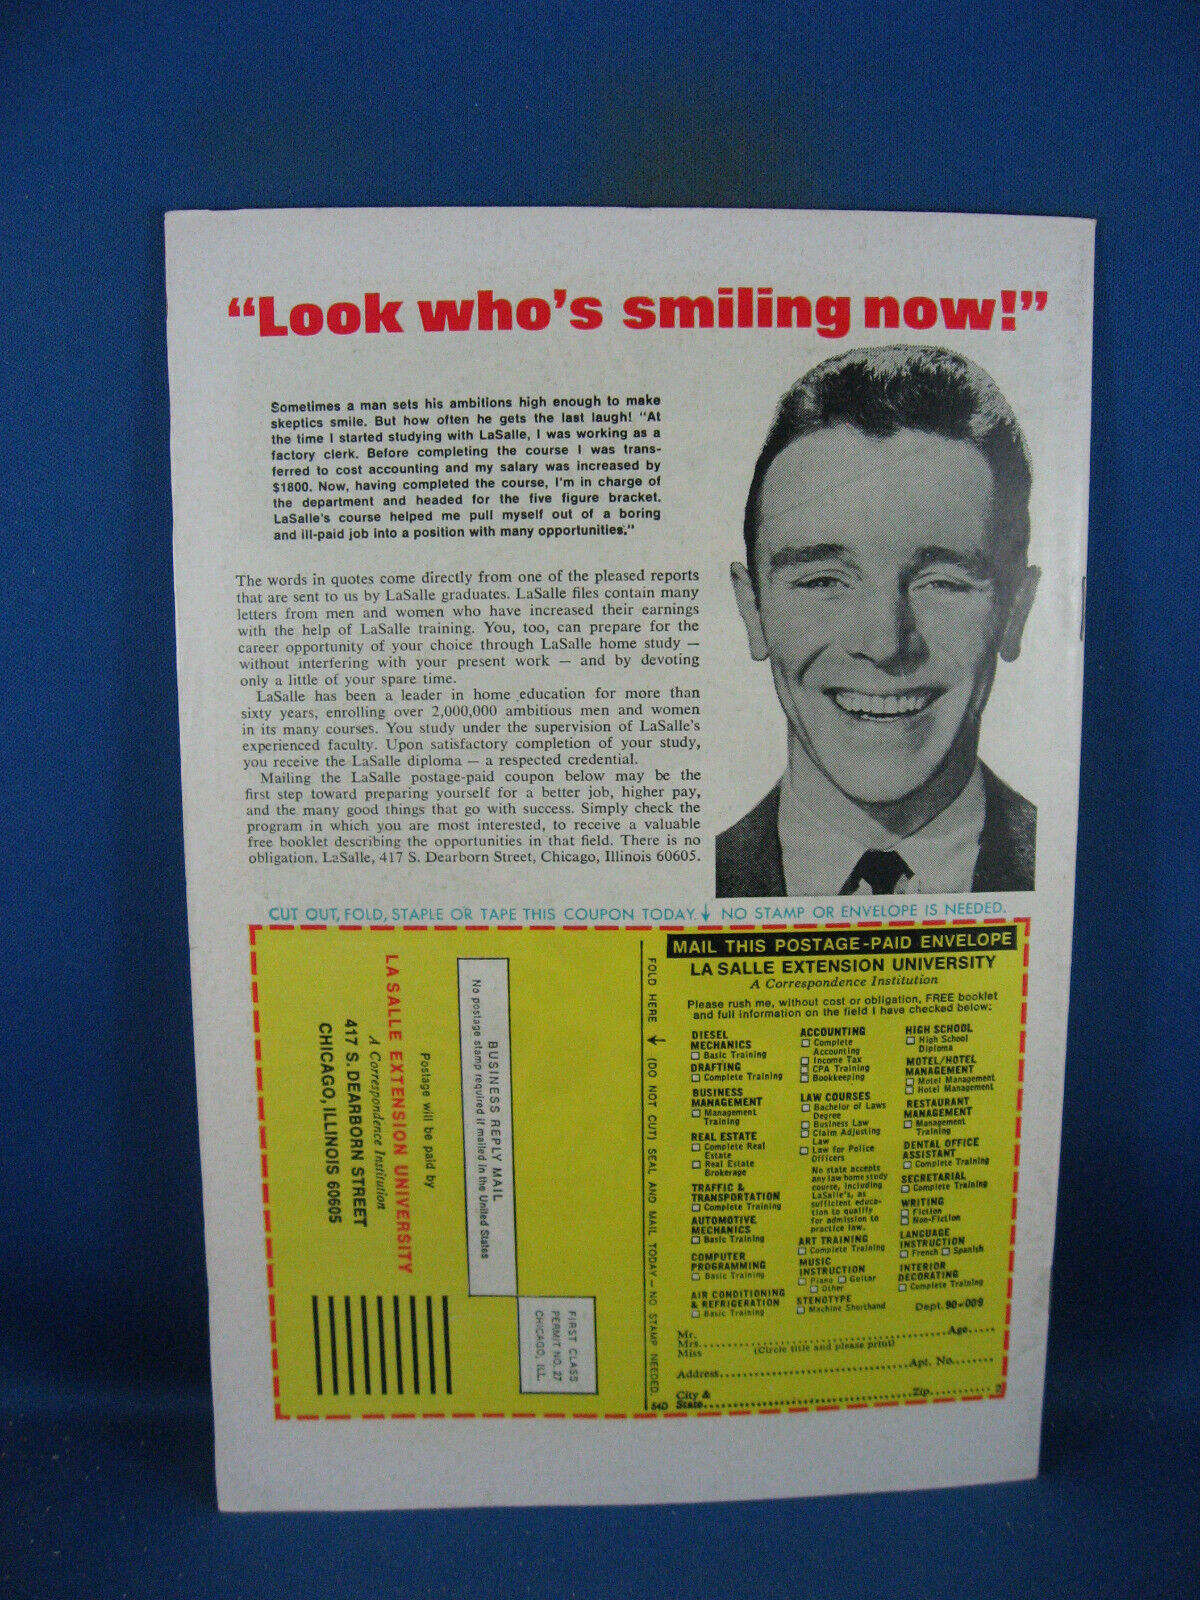 “Look who’s smiling now!”
Sometimes a man sets his ambitions high enough to make
skeptics smile. But how often he gets the last laugh! “At
the time I started studying with LaSalle, I was working as a
factory clerk. Before completing the course I was trans-
ferred to cost accounting and my salary was increased by
$1800. Now, having completed the course, I’m in charge of
the department and headed for the five figure bracket.
LaSalle’s course helped me pull myself out of a boring
and ill-paid job into a position with many opportunities.”
The words in quotes come directly from one of the pleased reports
that are sent to us by LaSalle graduates. LaSalle files contain many
letters from men and women who have increased their earnings
with the help of LaSalle training. You, too, can prepare for the
career opportunity of your choice through LaSalle home study —
without interfering with your present work — and by devoting
only a little of your spare time.
LaSalle has been a leader in home education for more than
sixty years, enrolling over 2,000,000 ambitious men and women
in its many courses. You study under the supervision of LaSalle’s
experienced faculty. Upon satisfactory completion of your study,
you receive the LaSalle diploma — a respected credential.
Mailing the LaSalle postage-paid coupon below may be the
first step toward preparing yourself for a better job, higher pay,
and the many good things that go with success. Simply check the
program in which you are most interested, to receive a valuable
free booklet describing the opportunities in that field. There is no
obligation. LaSalle, 417 S. Dearborn Street, Chicago, Illinois 60605.
CUT OUT, FOLD, STAPLE OR TAPE THIS COUPON TODAY. ↓ NO STAMP OR ENVELOPE IS NEEDED.
FIRST CLASS
PERMIT NO. 27
CHICAGO, ILL.
BUSINESS REPLY MAIL
No postage stamp required if mailed in the United States
Postage will be paid by
LA SALLE EXTENSION UNIVERSITY
A Correspondence Institution
417 S. DEARBORN STREET
CHICAGO, ILLINOIS 60605
FOLD HERE ↓ (DO NOT CUT) SEAL AND MAIL TODAY — NO STAMP NEEDED.
540
MAIL THIS POSTAGE-PAID ENVELOPE
LA SALLE EXTENSION UNIVERSITY
A Correspondence Institution
Please rush me, without cost or obligation, FREE booklet
and full information on the field I have checked below:
DIESEL
MECHANICS
Basic Training
DRAFTING
Complete Training
BUSINESS
MANAGEMENT
Management
Training
REAL ESTATE
Complete Real
Estate
Real Estate
Brokerage
TRAFFIC &
TRANSPORTATION
Complete Training
AUTOMOTIVE
MECHANICS
Basic Training
COMPUTER
PROGRAMMING
Basic Training
AIR CONDITIONING
& REFRIGERATION
Basic Training
ACCOUNTING
Complete
Accounting
Income Tax
CPA Training
Bookkeeping
LAW COURSES
Bachelor of Laws
Degree
Business Law
Claim Adjusting
Law
Law for Police
Officers
No state accepts
any law home study
course, including
LaSalle’s, as
sufficient educa-
tion to qualify
for admission to
practice law.
ART TRAINING
Complete Training
MUSIC
INSTRUCTION
Piano Guitar
Other
STENOTYPE
Machine Shorthand
HIGH SCHOOL
High School
Diploma
MOTEL/HOTEL
MANAGEMENT
Motel Management
Hotel Management
RESTAURANT
MANAGEMENT
Management
Training
DENTAL OFFICE
ASSISTANT
Complete Training
SECRETARIAL
Complete Training
WRITING
Fiction
Non-Fiction
LANGUAGE
INSTRUCTION
French Spanish
INTERIOR
DECORATING
Complete Training
Dept. 90-009
Mr.
Mrs. Age
Miss (Circle title and please print)
Address Apt. No.
City &
State Zip 2